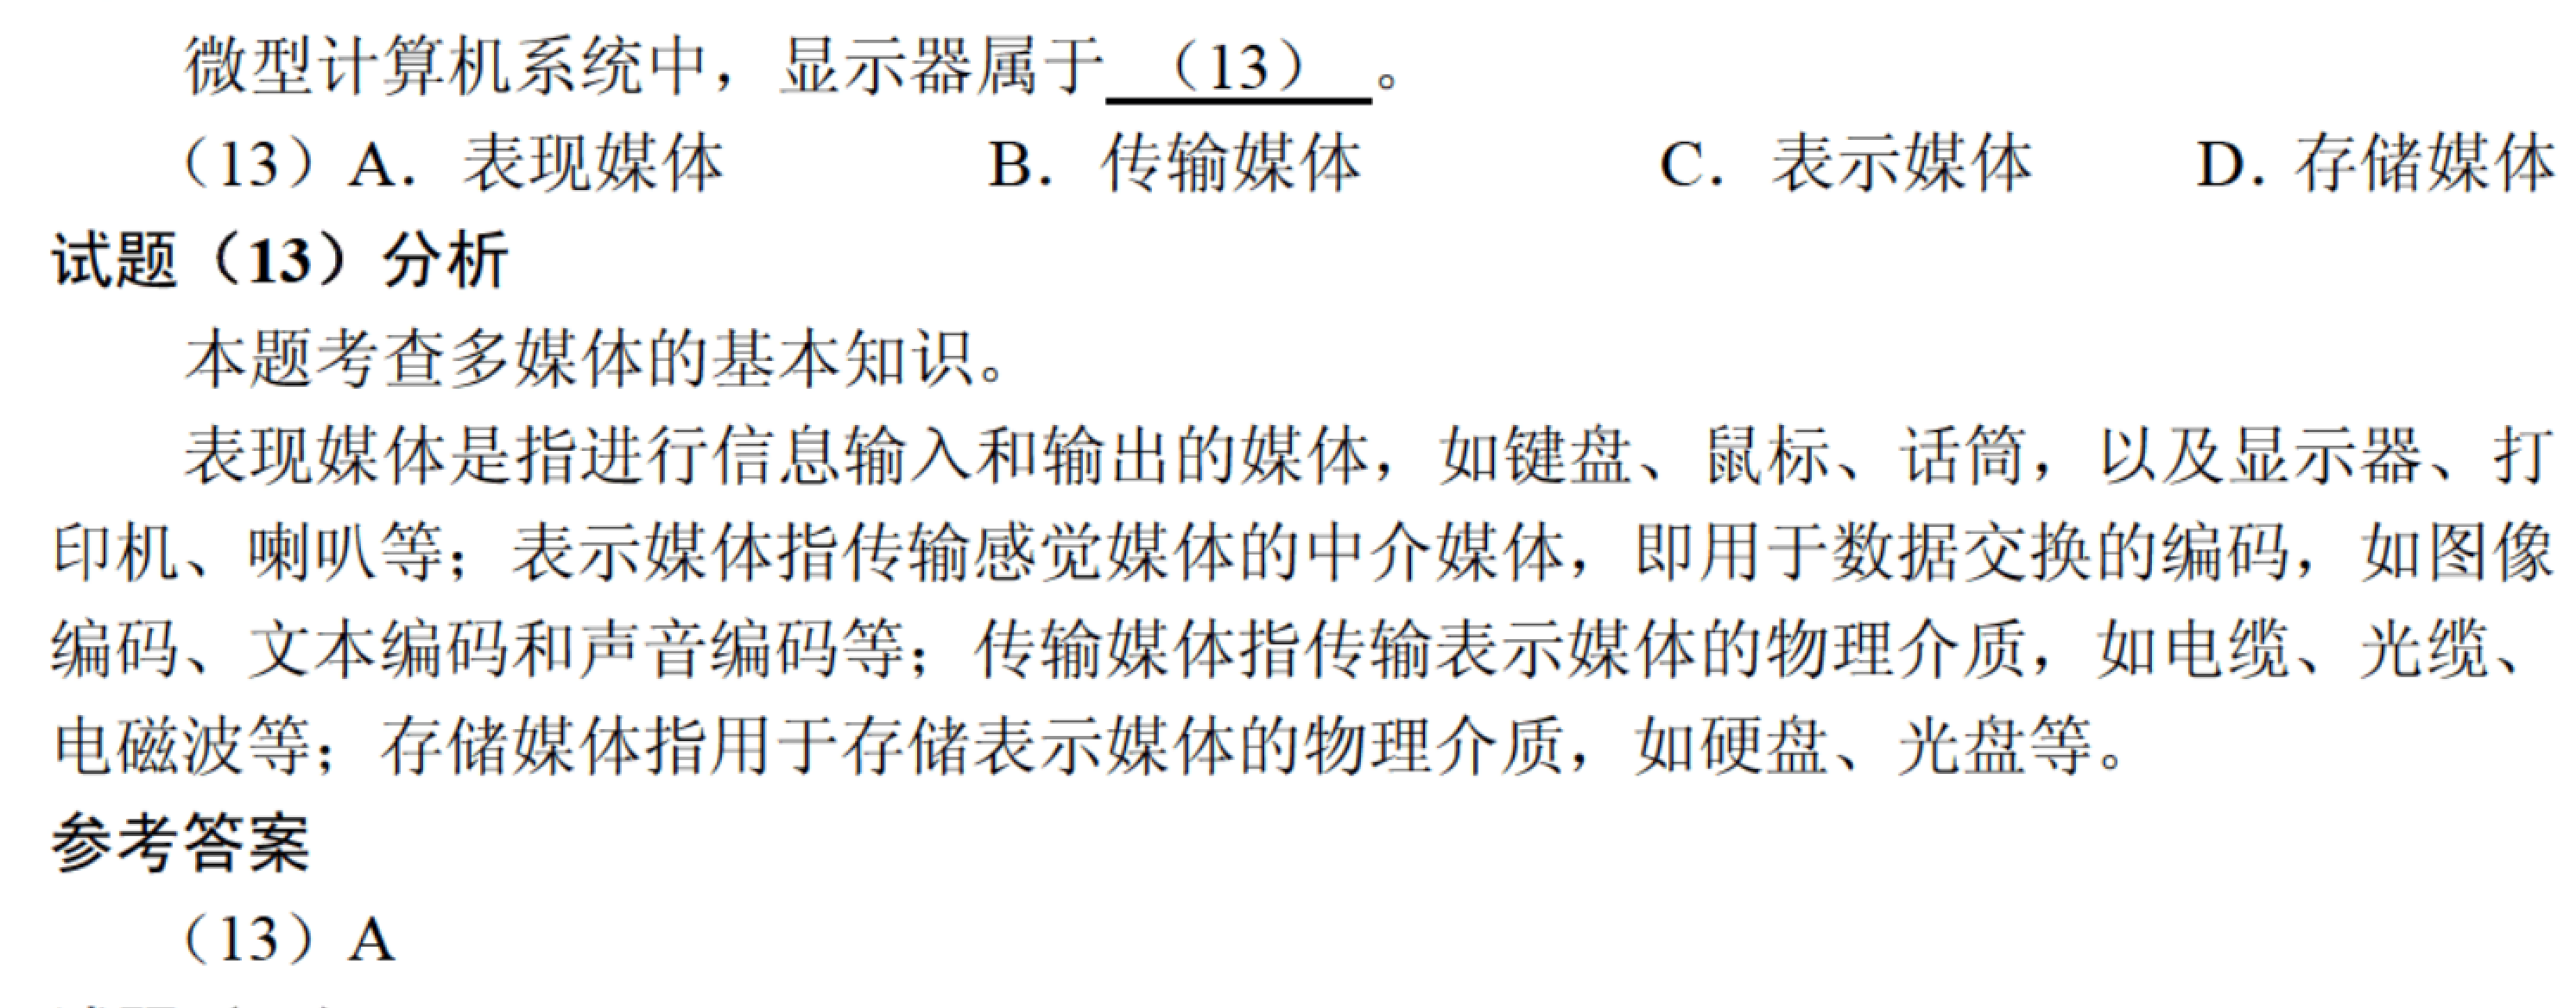 微型计算机系统中，显示器属于 （13） 。
（13）A．表现媒体 B．传输媒体 C．表示媒体 D．存储媒体
试题（13）分析
本题考查多媒体的基本知识。
表现媒体是指进行信息输入和输出的媒体，如键盘、鼠标、话筒，以及显示器、打
印机、喇叭等；表示媒体指传输感觉媒体的中介媒体，即用于数据交换的编码，如图像
编码、文本编码和声音编码等；传输媒体指传输表示媒体的物理介质，如电缆、光缆、
电磁波等；存储媒体指用于存储表示媒体的物理介质，如硬盘、光盘等。
参考答案
（13）A